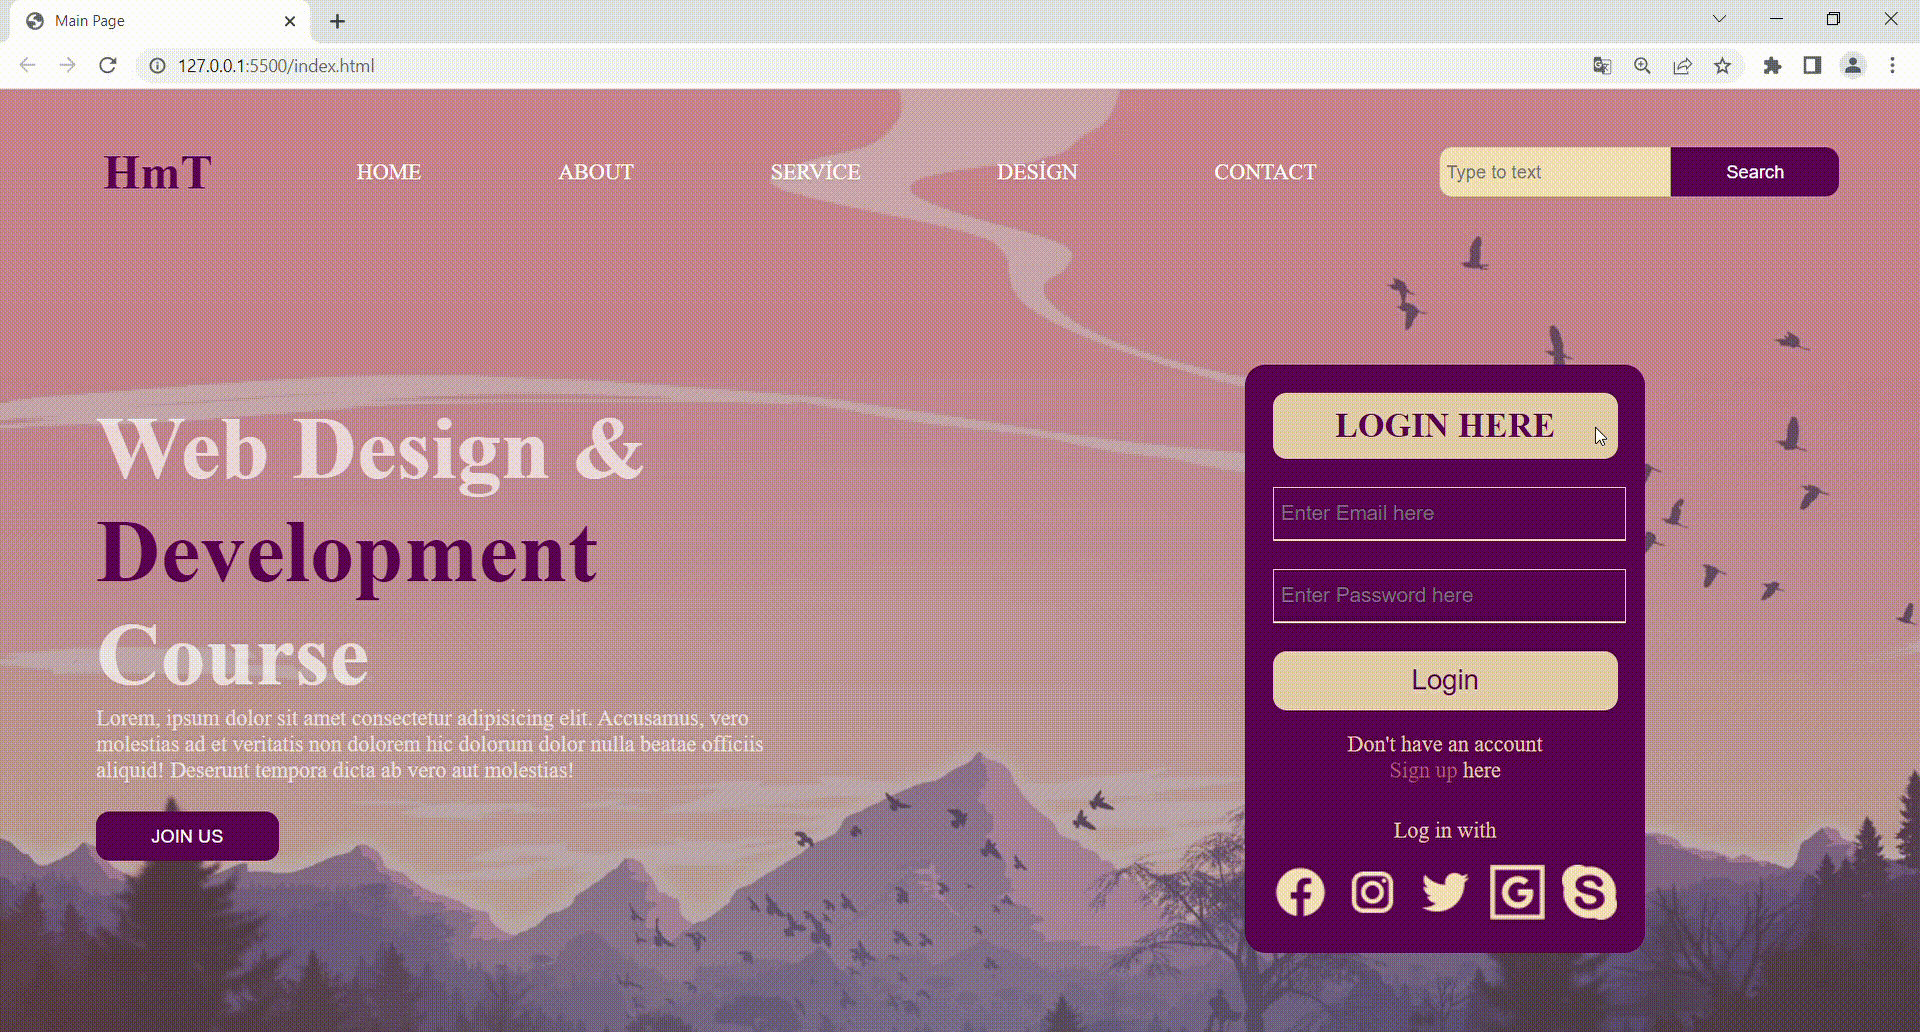 Main Page
127.0.0.1:5500/index.html
HmT
HOME
ABOUT
SERVİCE
DESİGN
CONTACT
Type to text
Search
Web Design &
Development
Course
Lorem, ipsum dolor sit amet consectetur adipisicing elit. Accusamus, vero
molestias ad et veritatis non dolorem hic dolorum dolor nulla beatae officiis
aliquid! Deserunt tempora dicta ab vero aut molestias!
JOIN US
LOGIN HERE
Enter Email here
Enter Password here
Login
Don't have an account
Sign up here
Log in with